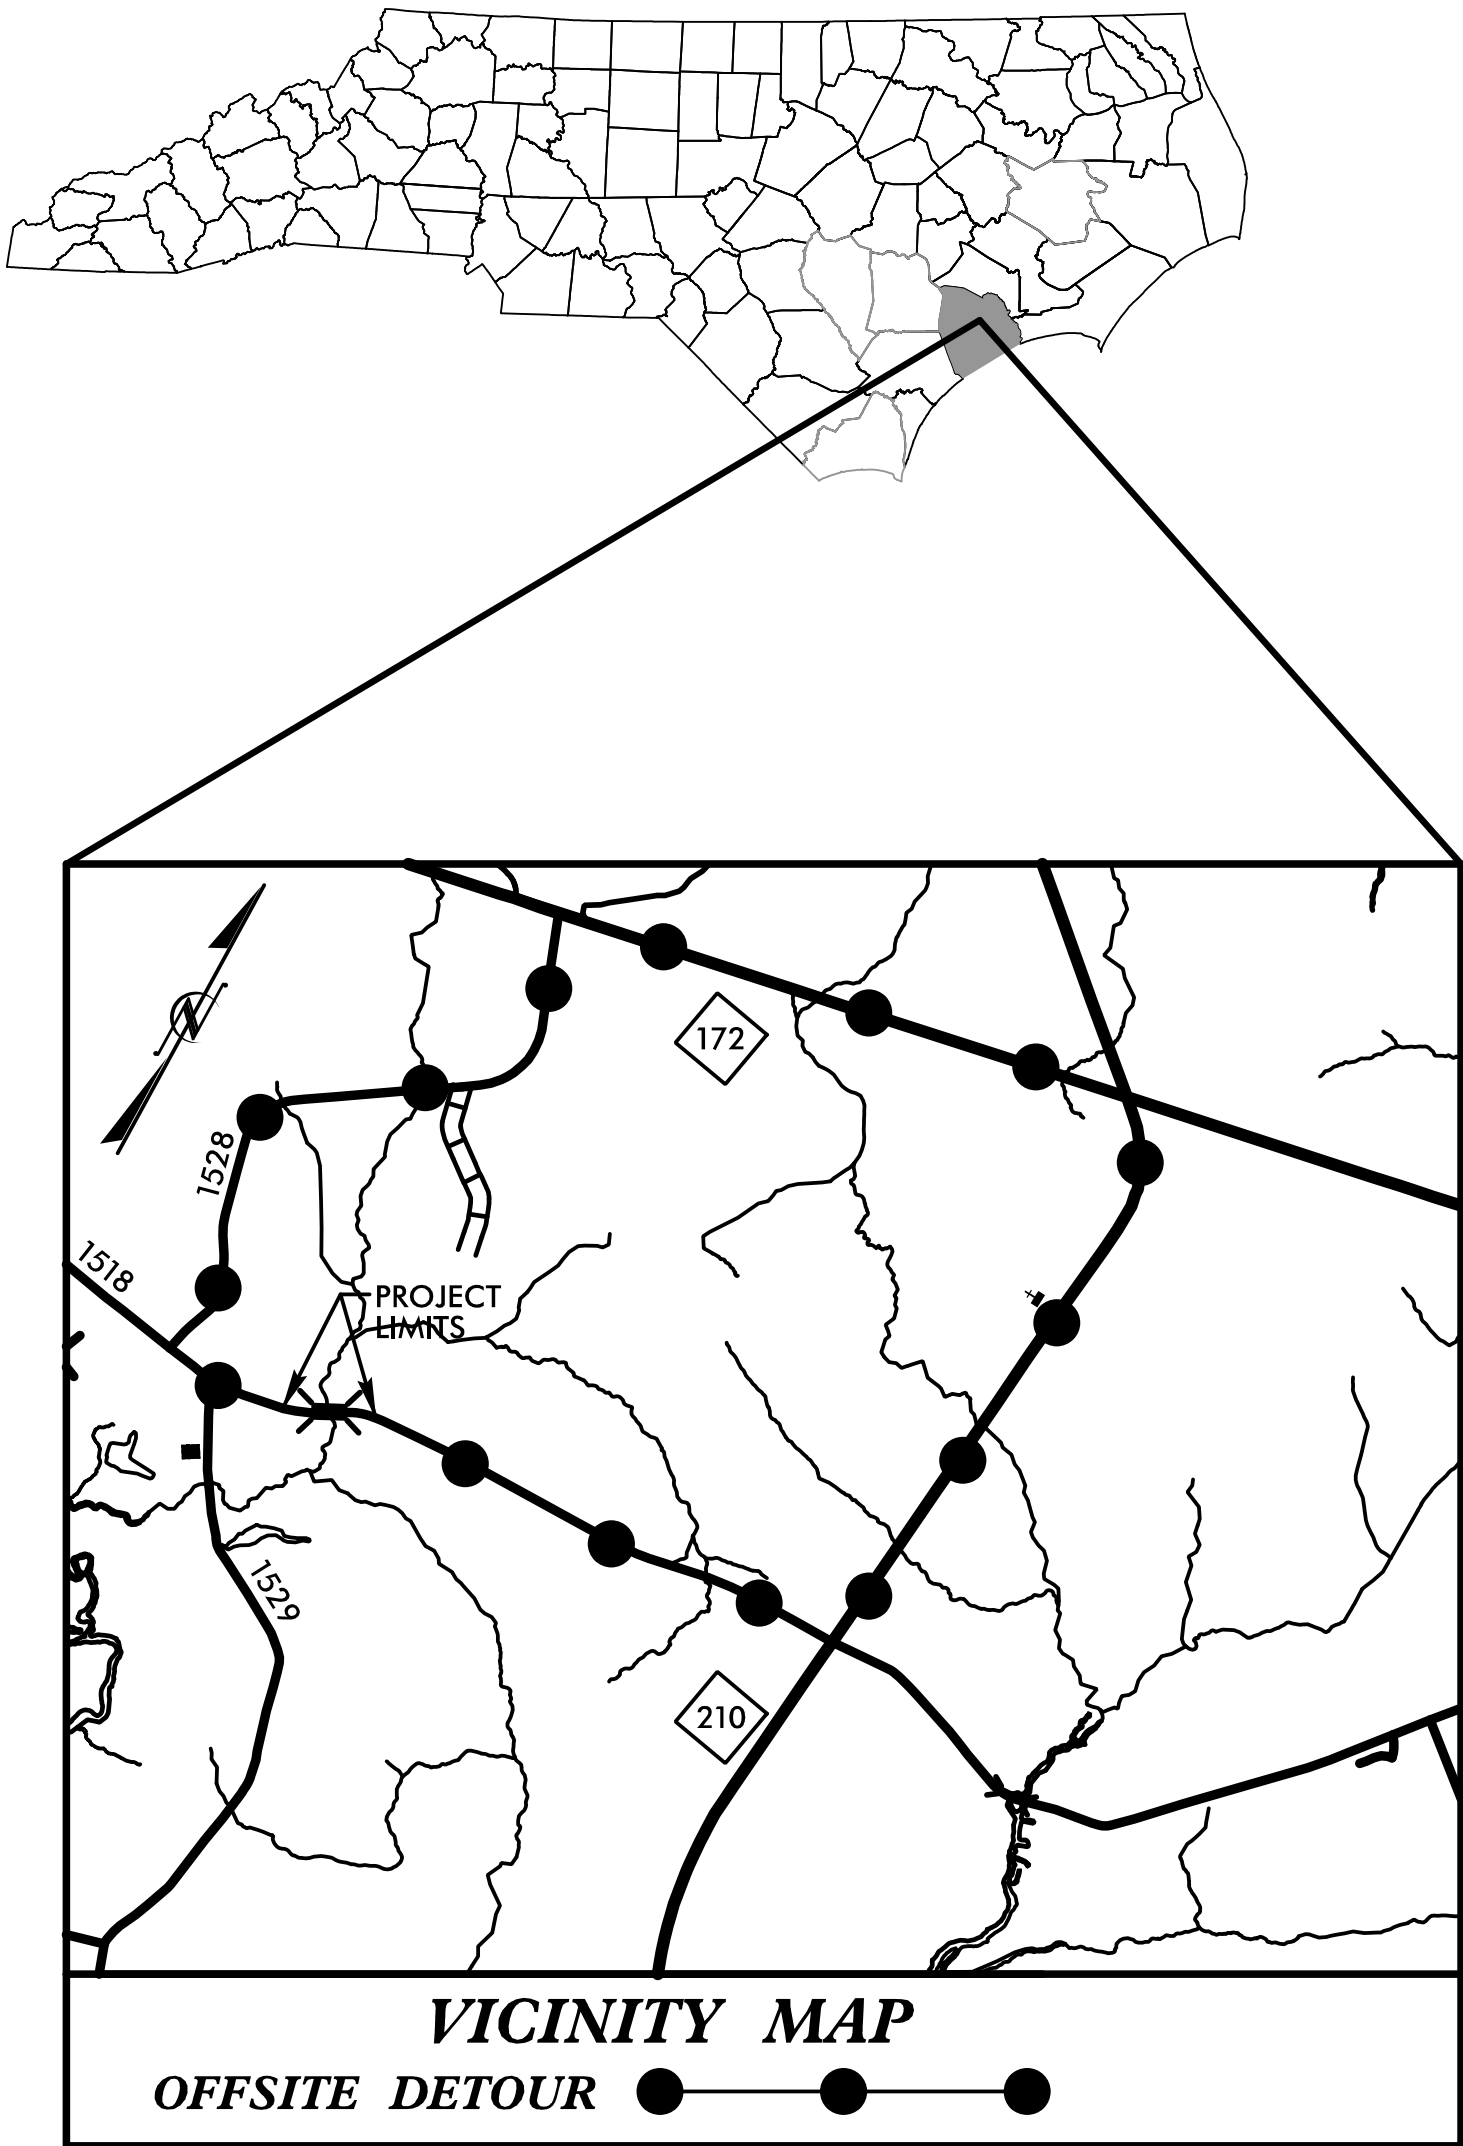 N
172
1528
1518
PROJECT
LIMITS
1529
210
VICINITY MAP
OFFSITE DETOUR